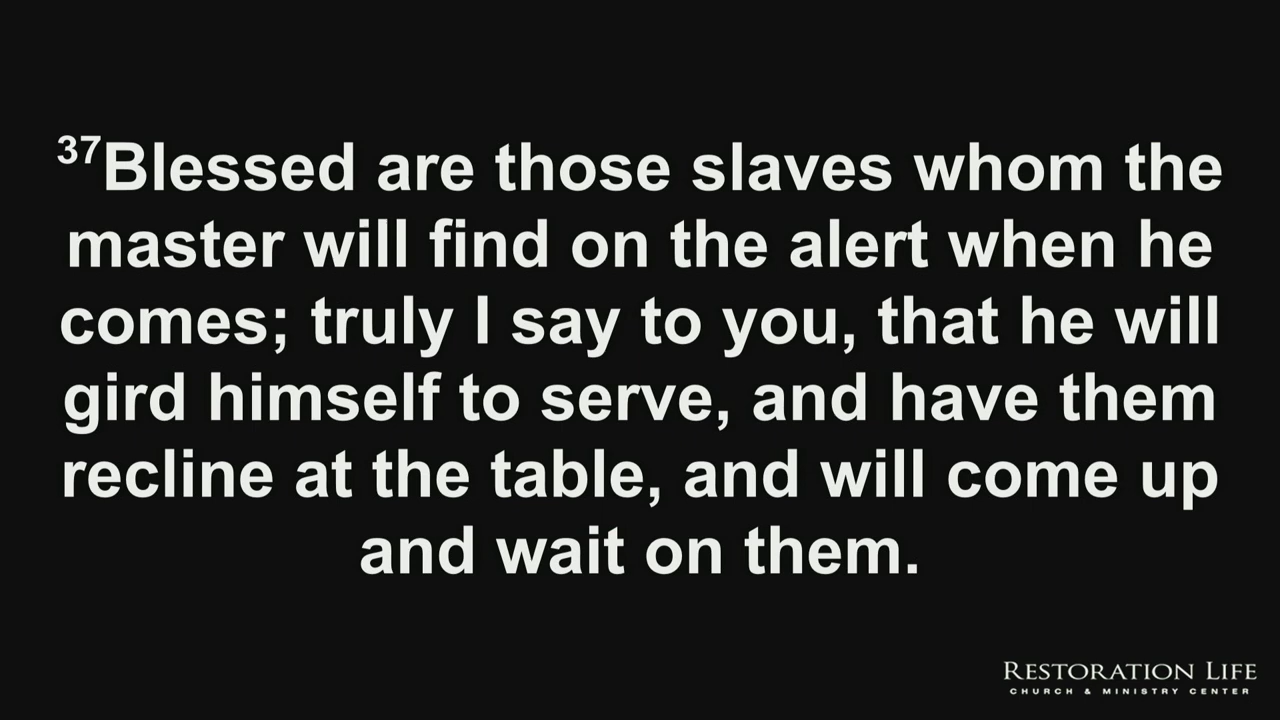 37Blessed are those slaves whom the
master will find on the alert when he
comes; truly I say to you, that he will
gird himself to serve, and have them
recline at the table, and will come up
and wait on them.
RESTORATION LIFE
CHURCH & MINISTRY CENTER